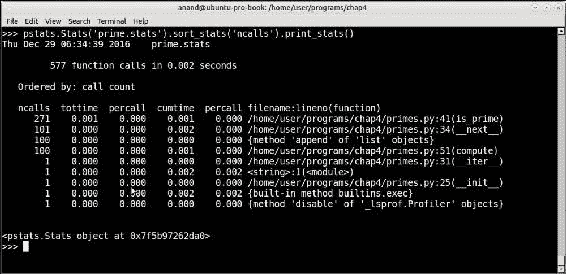 anand@ubuntu-pro-book: /home/user/programs/chap4
File Edit View Search Terminal Help
>>> pstats.Stats('prime.stats').sort_stats('ncalls').print_stats()
Thu Dec 29 06:34:39 2016    prime.stats
577 function calls in 0.002 seconds
Ordered by: call count
ncalls  tottime  percall  cumtime  percall filename:lineno(function)
271    0.001    0.000    0.001    0.000 /home/user/programs/chap4/primes.py:41(is_prime)
101    0.000    0.000    0.002    0.000 /home/user/programs/chap4/primes.py:34(__next__)
100    0.000    0.000    0.000    0.000 {method 'append' of 'list' objects}
100    0.000    0.000    0.001    0.000 /home/user/programs/chap4/primes.py:51(compute)
1    0.000    0.000    0.000    0.000 /home/user/programs/chap4/primes.py:31(__iter__)
1    0.000    0.000    0.002    0.002 <string>:1(<module>)
1    0.000    0.000    0.000    0.000 /home/user/programs/chap4/primes.py:25(__init__)
1    0.000    0.000    0.002    0.002 {built-in method builtins.exec}
1    0.000    0.000    0.000    0.000 {method 'disable' of '_lsprof.Profiler' objects}
<pstats.Stats object at 0x7f5b97262da0>
>>>